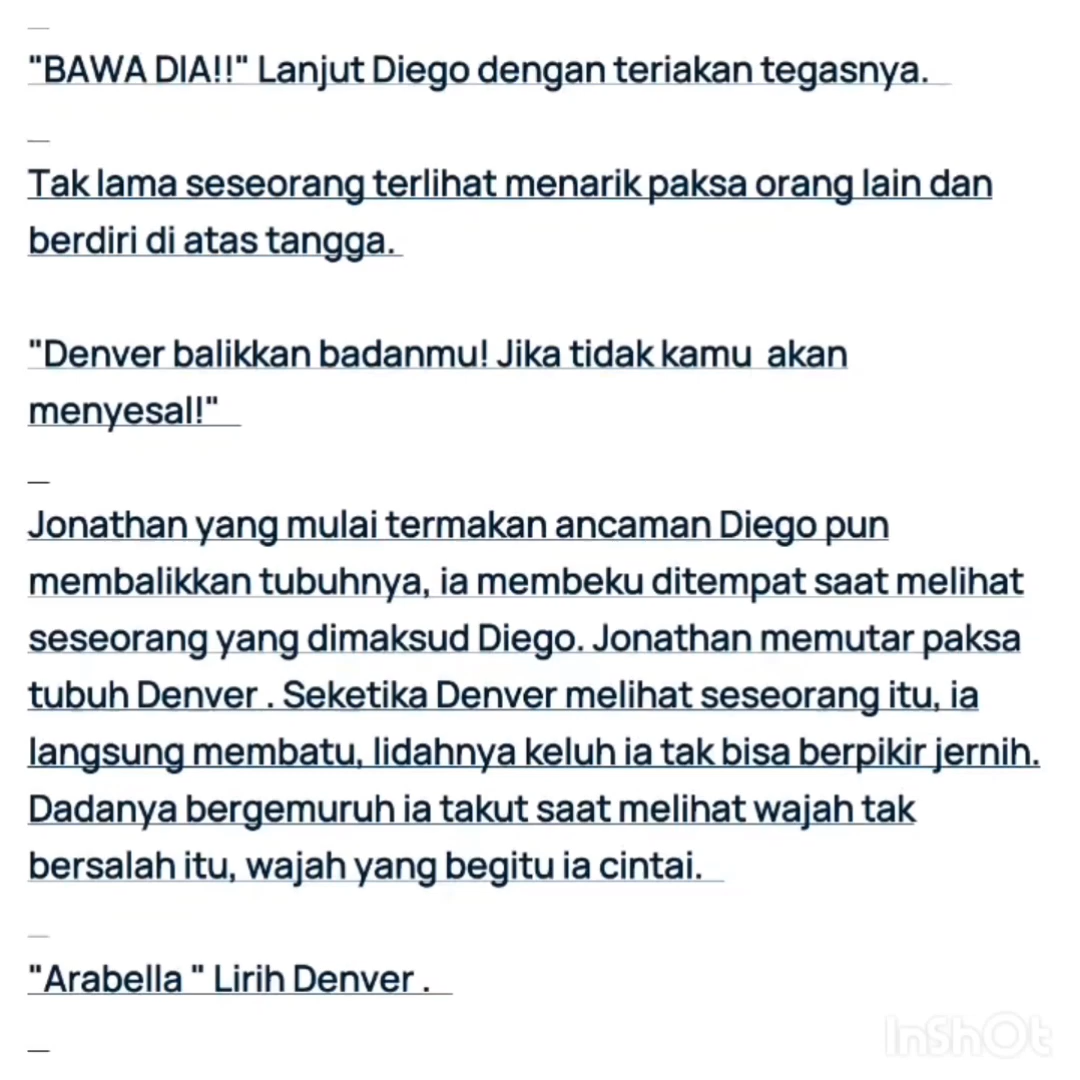 "BAWA DIA!!" Lanjut Diego dengan teriakan tegasnya.
Tak lama seseorang terlihat menarik paksa orang lain dan
berdiri di atas tangga.
"Denver balikkan badanmu! Jika tidak kamu  akan
menyesal!"
Jonathan yang mulai termakan ancaman Diego pun
membalikkan tubuhnya, ia membeku ditempat saat melihat
seseorang yang dimaksud Diego. Jonathan memutar paksa
tubuh Denver . Seketika Denver melihat seseorang itu, ia
langsung membatu, lidahnya keluh ia tak bisa berpikir jernih.
Dadanya bergemuruh ia takut saat melihat wajah tak
bersalah itu, wajah yang begitu ia cintai.
"Arabella " Lirih Denver .
InShOt